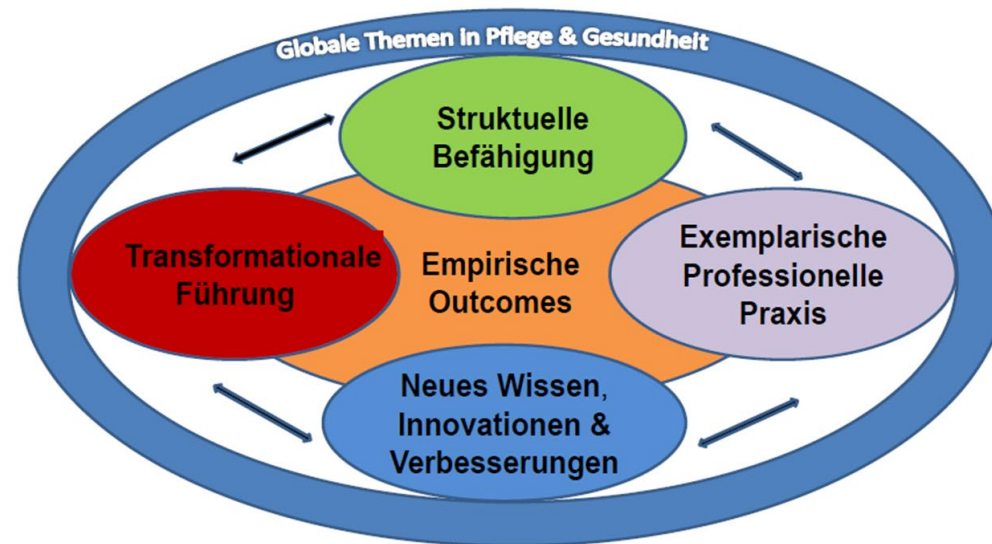 Globale Themen in Pflege & Gesundheit
Struktuelle
Befähigung
Transformationale
Führung
Empirische
Outcomes
Exemplarische
Professionelle
Praxis
Neues Wissen,
Innovationen &
Verbesserungen